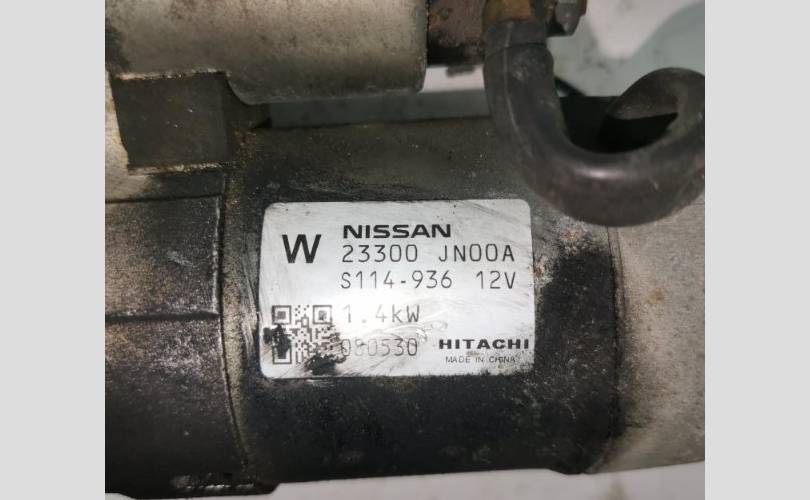 W NISSAN
23300 JN00A
S114-936 12V
1.4kW
080530 HITACHI
MADE IN CHINA